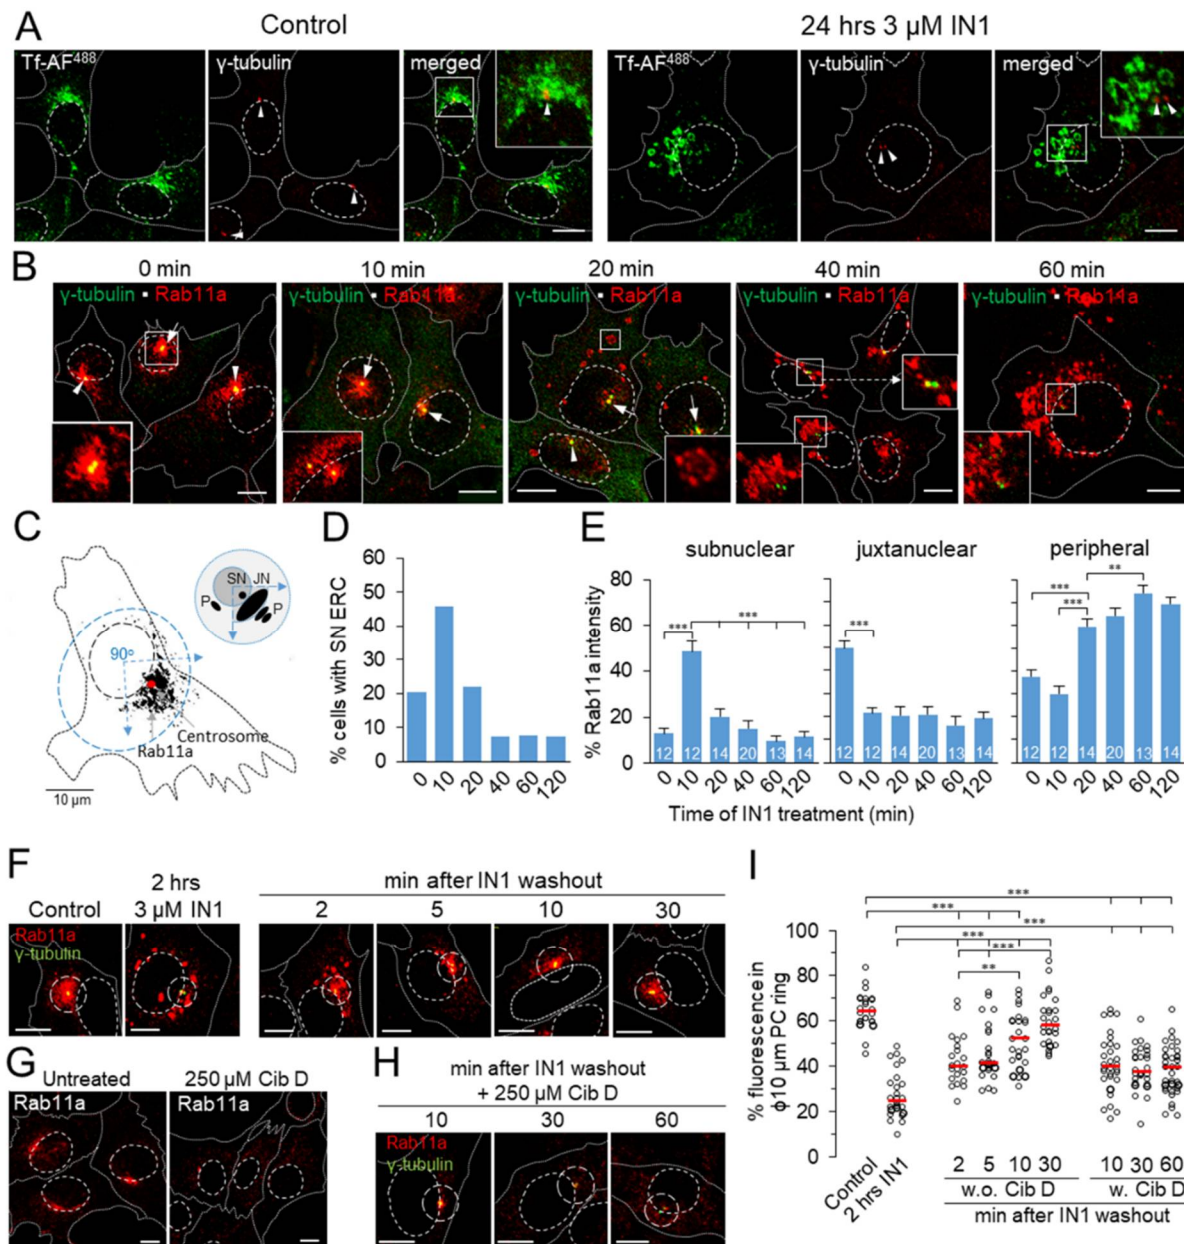 A
Control
24 hrs 3 µM IN1
Tf-AF488
γ-tubulin
merged
Tf-AF488
γ-tubulin
merged
B
0 min
10 min
20 min
40 min
60 min
γ-tubulin ▪ Rab11a
γ-tubulin ▪ Rab11a
γ-tubulin ▪ Rab11a
γ-tubulin ▪ Rab11a
γ-tubulin ▪ Rab11a
C
SN JN
P
P
90°
Centrosome
Rab11a
10 µm
D
% cells with SN ERC
60
50
40
30
20
10
0
0 10 20 40 60 120
E
subnuclear
juxtanuclear
peripheral
% Rab11a intensity
80
60
40
20
0
***
***
***
***
***
**
12 12 14 20 13 14
12 12 14 20 13 14
12 12 14 20 13 14
0 10 20 40 60 120
0 10 20 40 60 120
0 10 20 40 60 120
Time of IN1 treatment (min)
F
Control
2 hrs
3 µM IN1
min after IN1 washout
2
5
10
30
Rab11a
γ-tubulin
G
Untreated
250 µM Cib D
Rab11a
Rab11a
H
min after IN1 washout
+ 250 µM Cib D
10
30
60
Rab11a
γ-tubulin
I
% fluorescence in
ϕ10 µm PC ring
***
***
***
***
***
**
100
80
60
40
20
0
Control
2 hrs IN1
2 5 10 30
w.o. Cib D
10 30 60
w. Cib D
min after IN1 washout